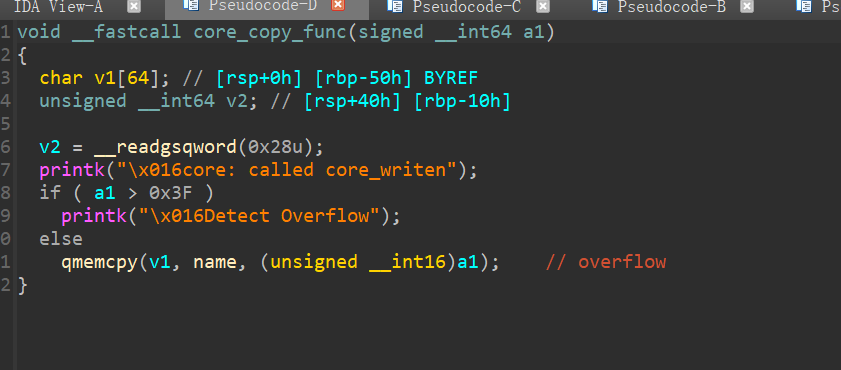 IDA View-A Pseudocode-D Pseudocode-C Pseudocode-B Ps
1 void __fastcall core_copy_func(signed __int64 a1)
2 {
3 char v1[64]; // [rsp+0h] [rbp-50h] BYREF
4 unsigned __int64 v2; // [rsp+40h] [rbp-10h]
5
6 v2 = __readgsqword(0x28u);
7 printk("\x016core: called core_writen");
8 if ( a1 > 0x3F )
9 printk("\x016Detect Overflow");
0 else
1 qmemcpy(v1, name, (unsigned __int16)a1); // overflow
2 }